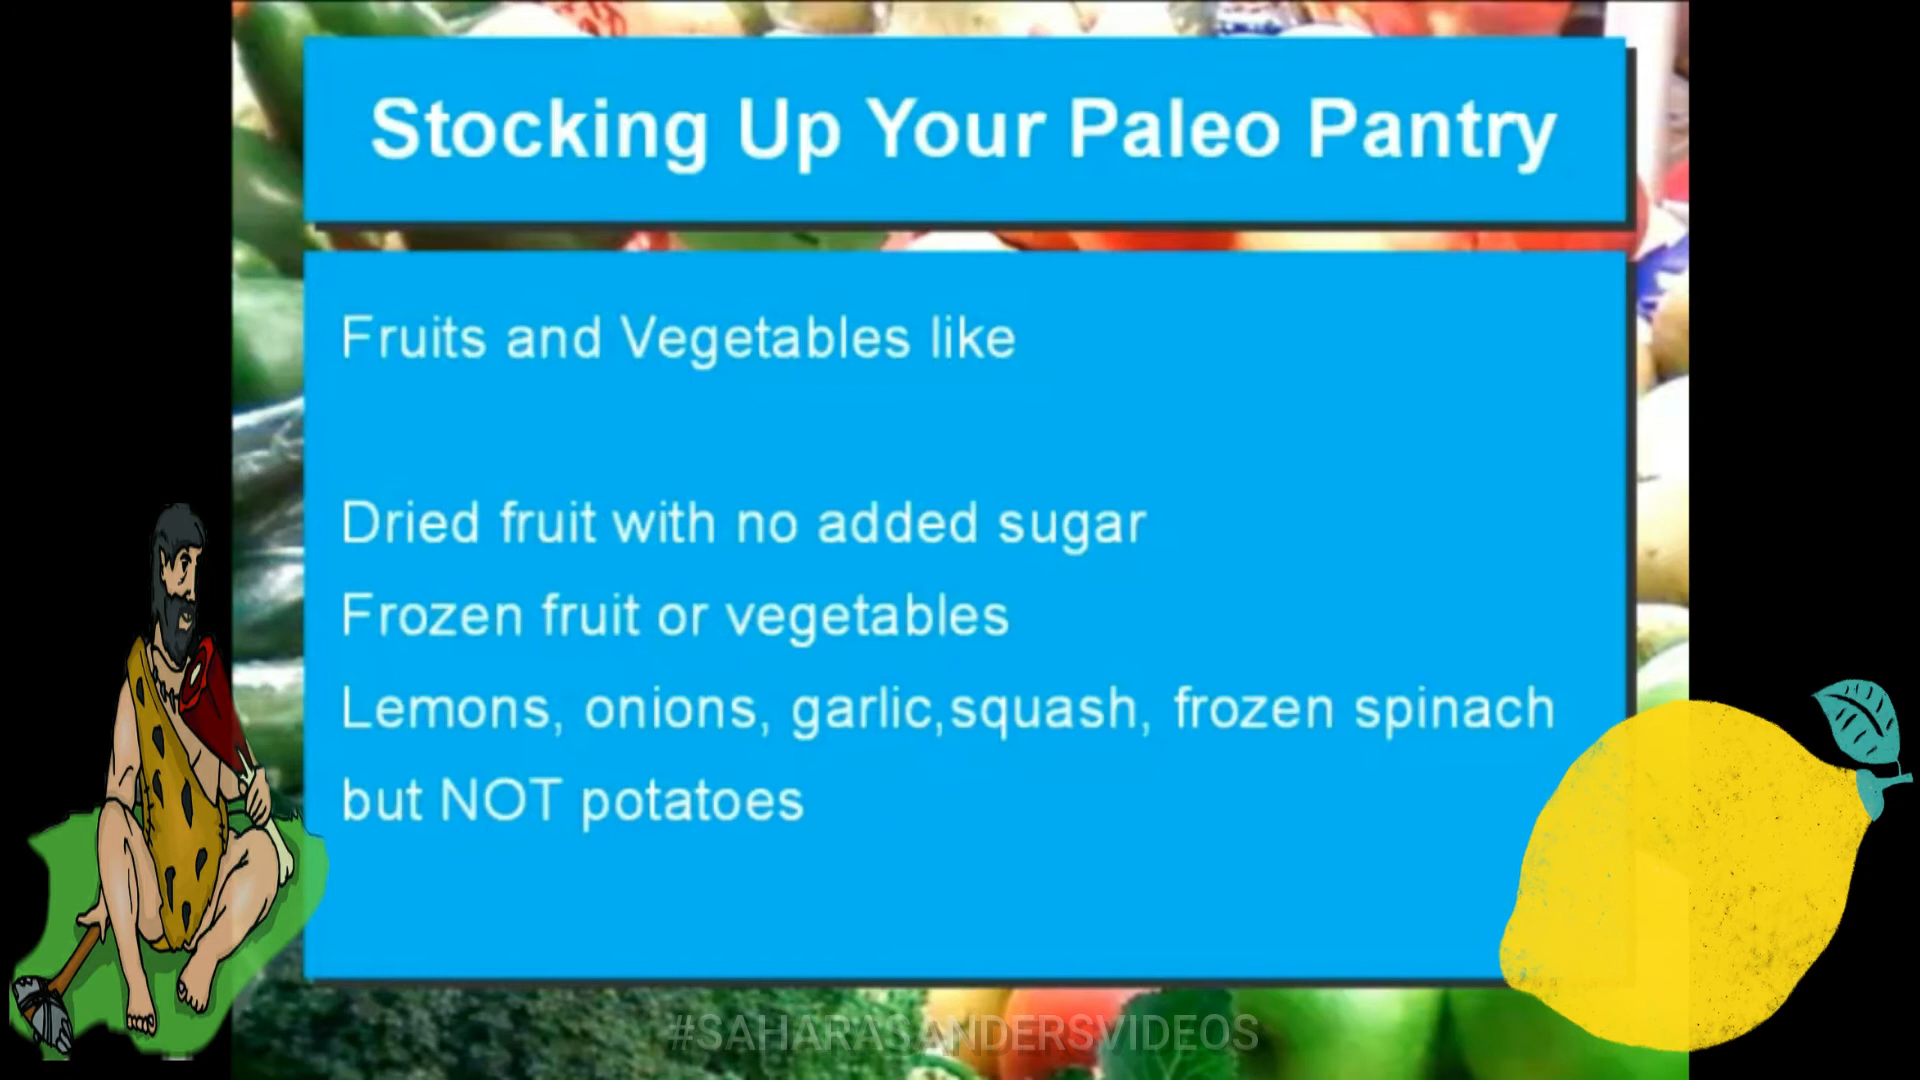 Stocking Up Your Paleo Pantry
Fruits and Vegetables like
Dried fruit with no added sugar
Frozen fruit or vegetables
Lemons, onions, garlic,squash, frozen spinach
but NOT potatoes
#SAHARASANDERSVIDEOS